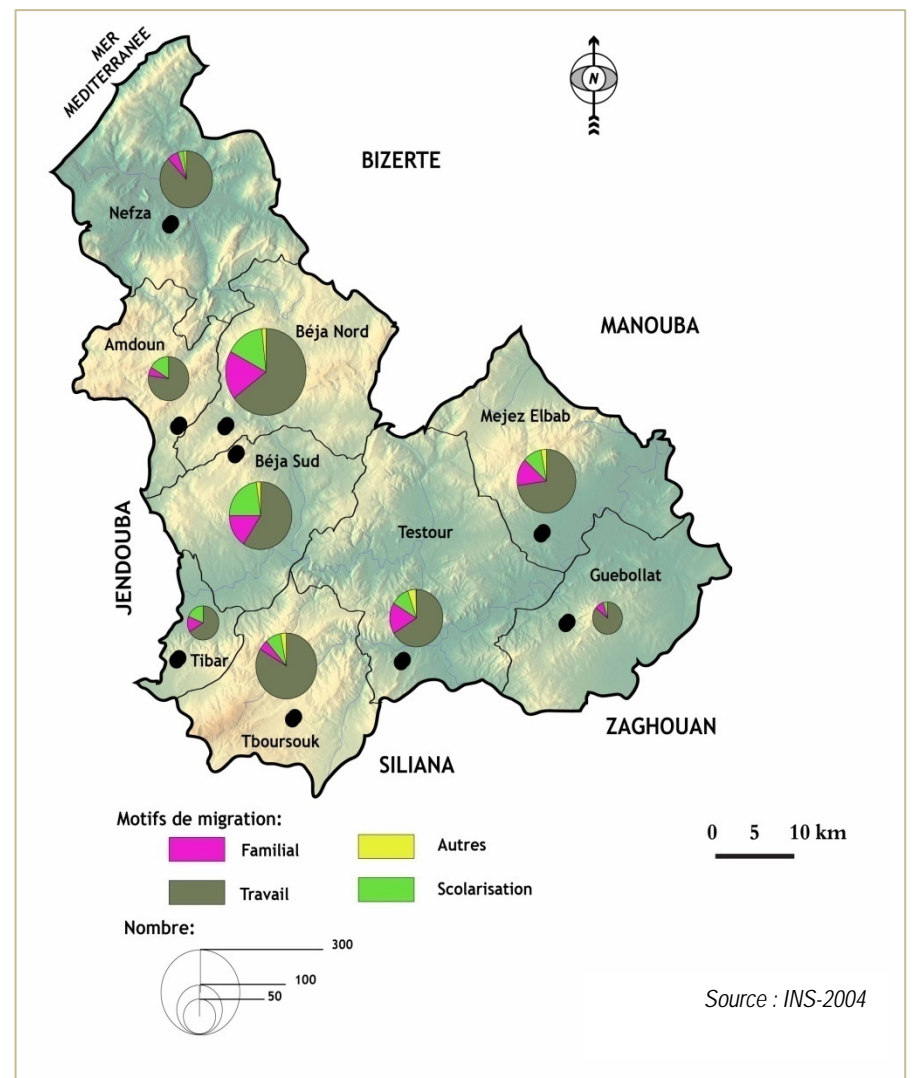 MER
MEDITERRANEE
N
BIZERTE
Nefza
MANOUBA
Béja Nord
Amdoun
Mejez Elbab
Béja Sud
Testour
JENDOUBA
Guebollat
Tibar
ZAGHOUAN
Tboursouk
SILIANA
Motifs de migration:
Familial
Autres
Travail
Scolarisation
0 5 10 km
Nombre:
300
100
50
Source : INS-2004